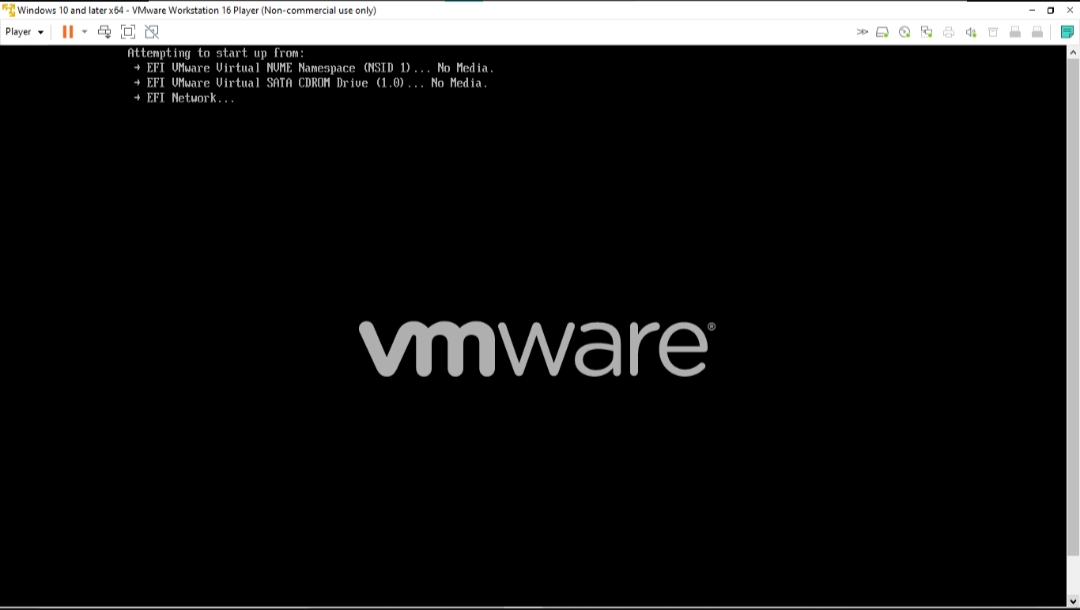 Windows 10 and later x64 - VMware Workstation 16 Player (Non-commercial use only)
Player
Attempting to start up from:
→ EFI VMware Virtual NVME Namespace (NSID 1)... No Media.
→ EFI VMware Virtual SATA CDROM Drive (1.0)... No Media.
→ EFI Network...
vmware®